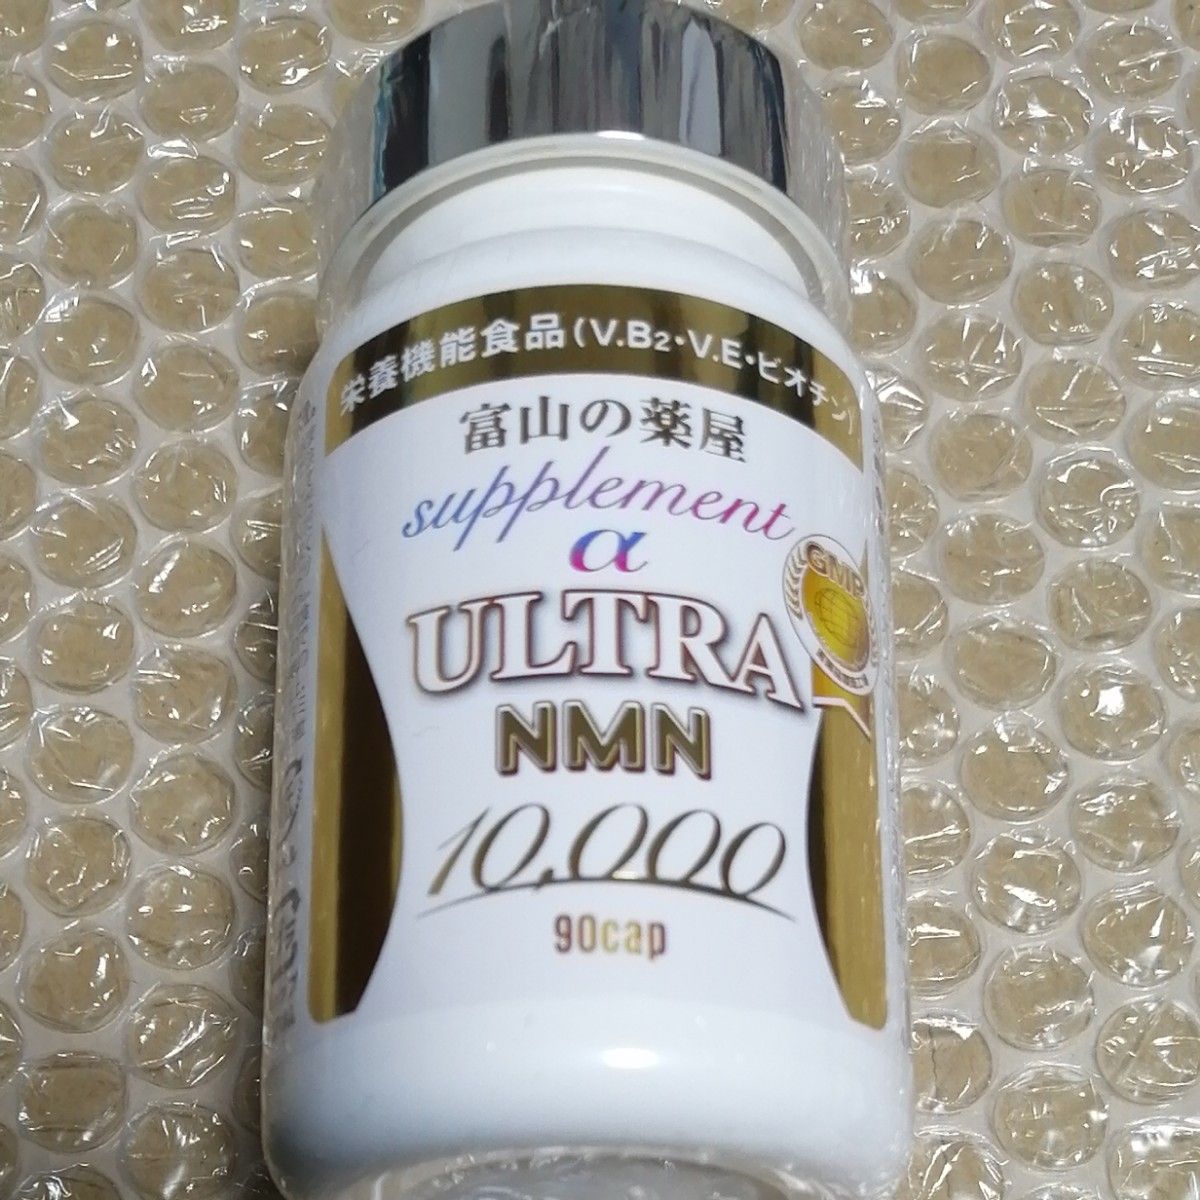 栄養機能食品(V.B2・V.E・ビオチン)
富山の薬屋
supplement
α
ULTRA
GMP
NMN
10,000
90cap